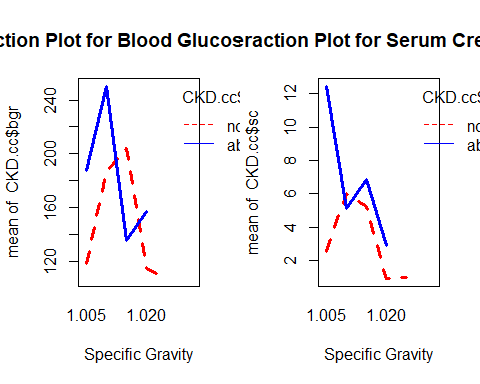 ction Plot for Blood Glucos
raction Plot for Serum Cre
mean of  CKD.cc$bgr
120
160
200
240
CKD.cc$
no
ab
1.005
1.020
Specific Gravity
mean of  CKD.cc$sc
2
4
6
8
10
12
CKD.cc$
no
ab
1.005
1.020
Specific Gravity